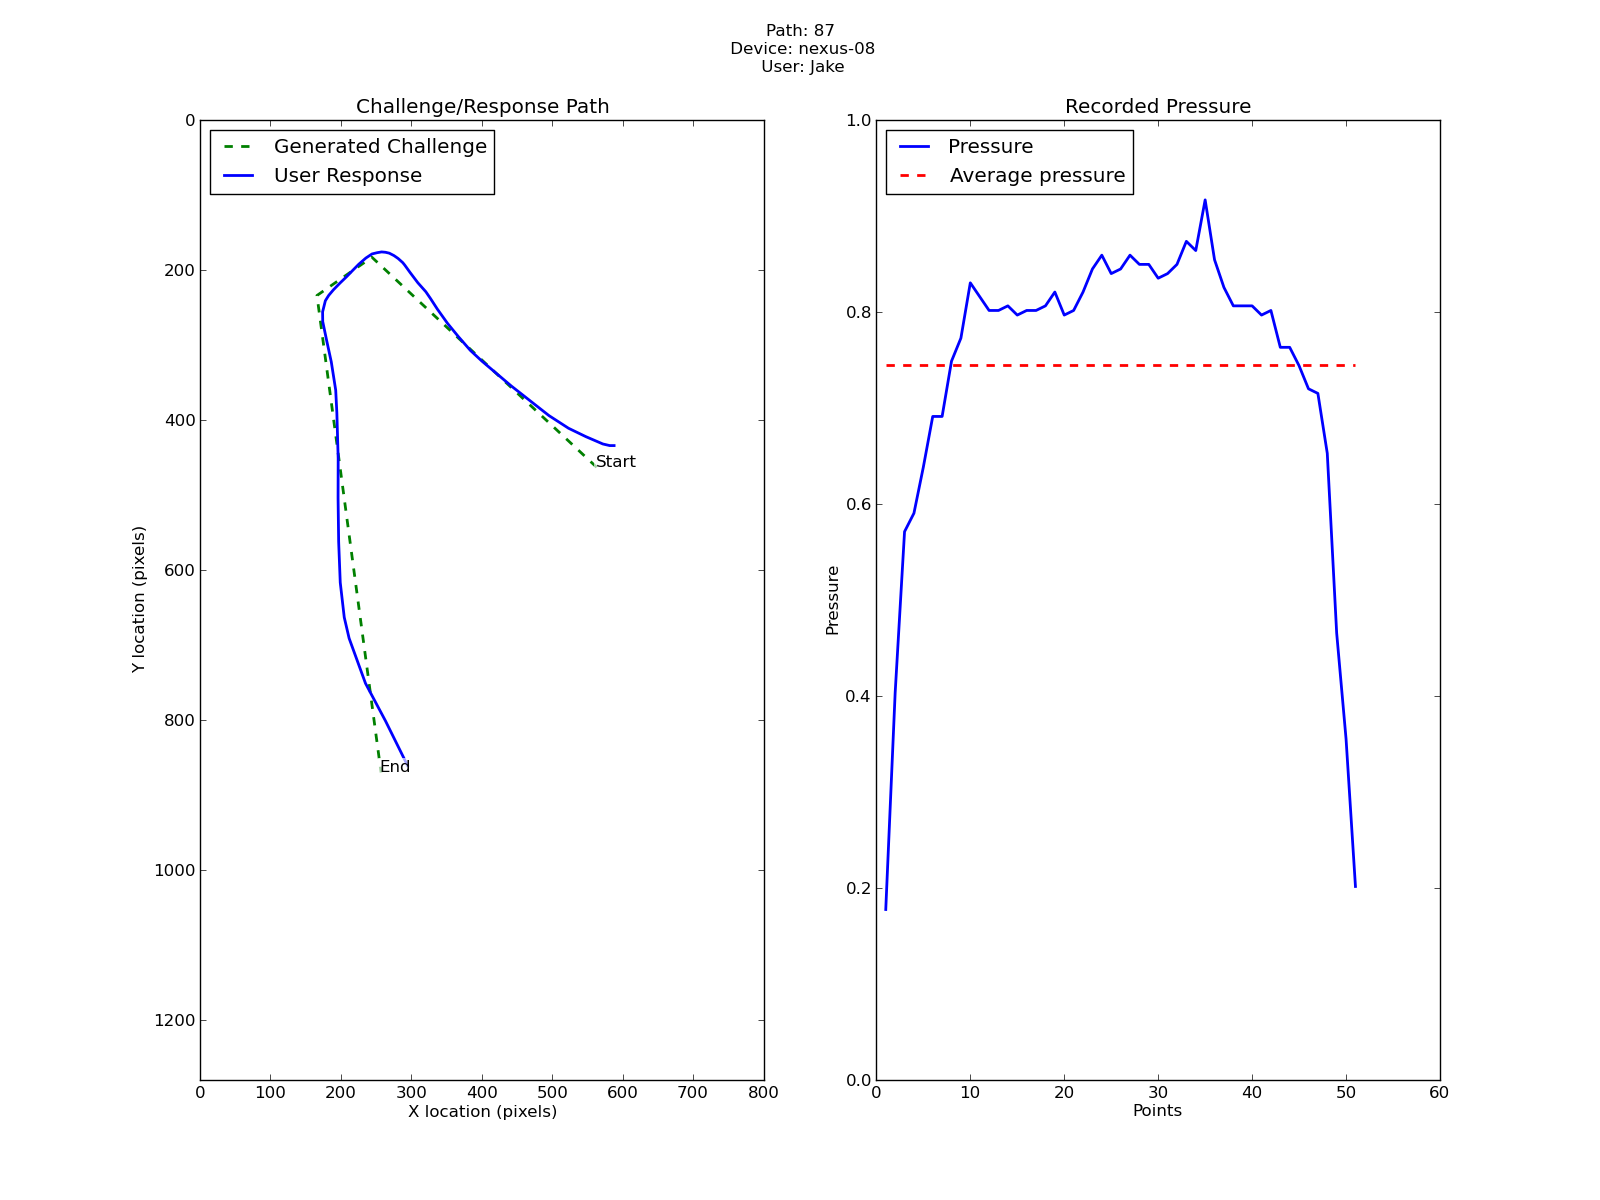 Path: 87
Device: nexus-08
User: Jake
Challenge/Response Path
Generated Challenge
User Response
Start
End
0
200
400
600
800
1000
1200
Y location (pixels)
0 100 200 300 400 500 600 700 800
X location (pixels)
Recorded Pressure
Pressure
Average pressure
1.0
0.8
0.6
0.4
0.2
0.0
Pressure
0 10 20 30 40 50 60
Points